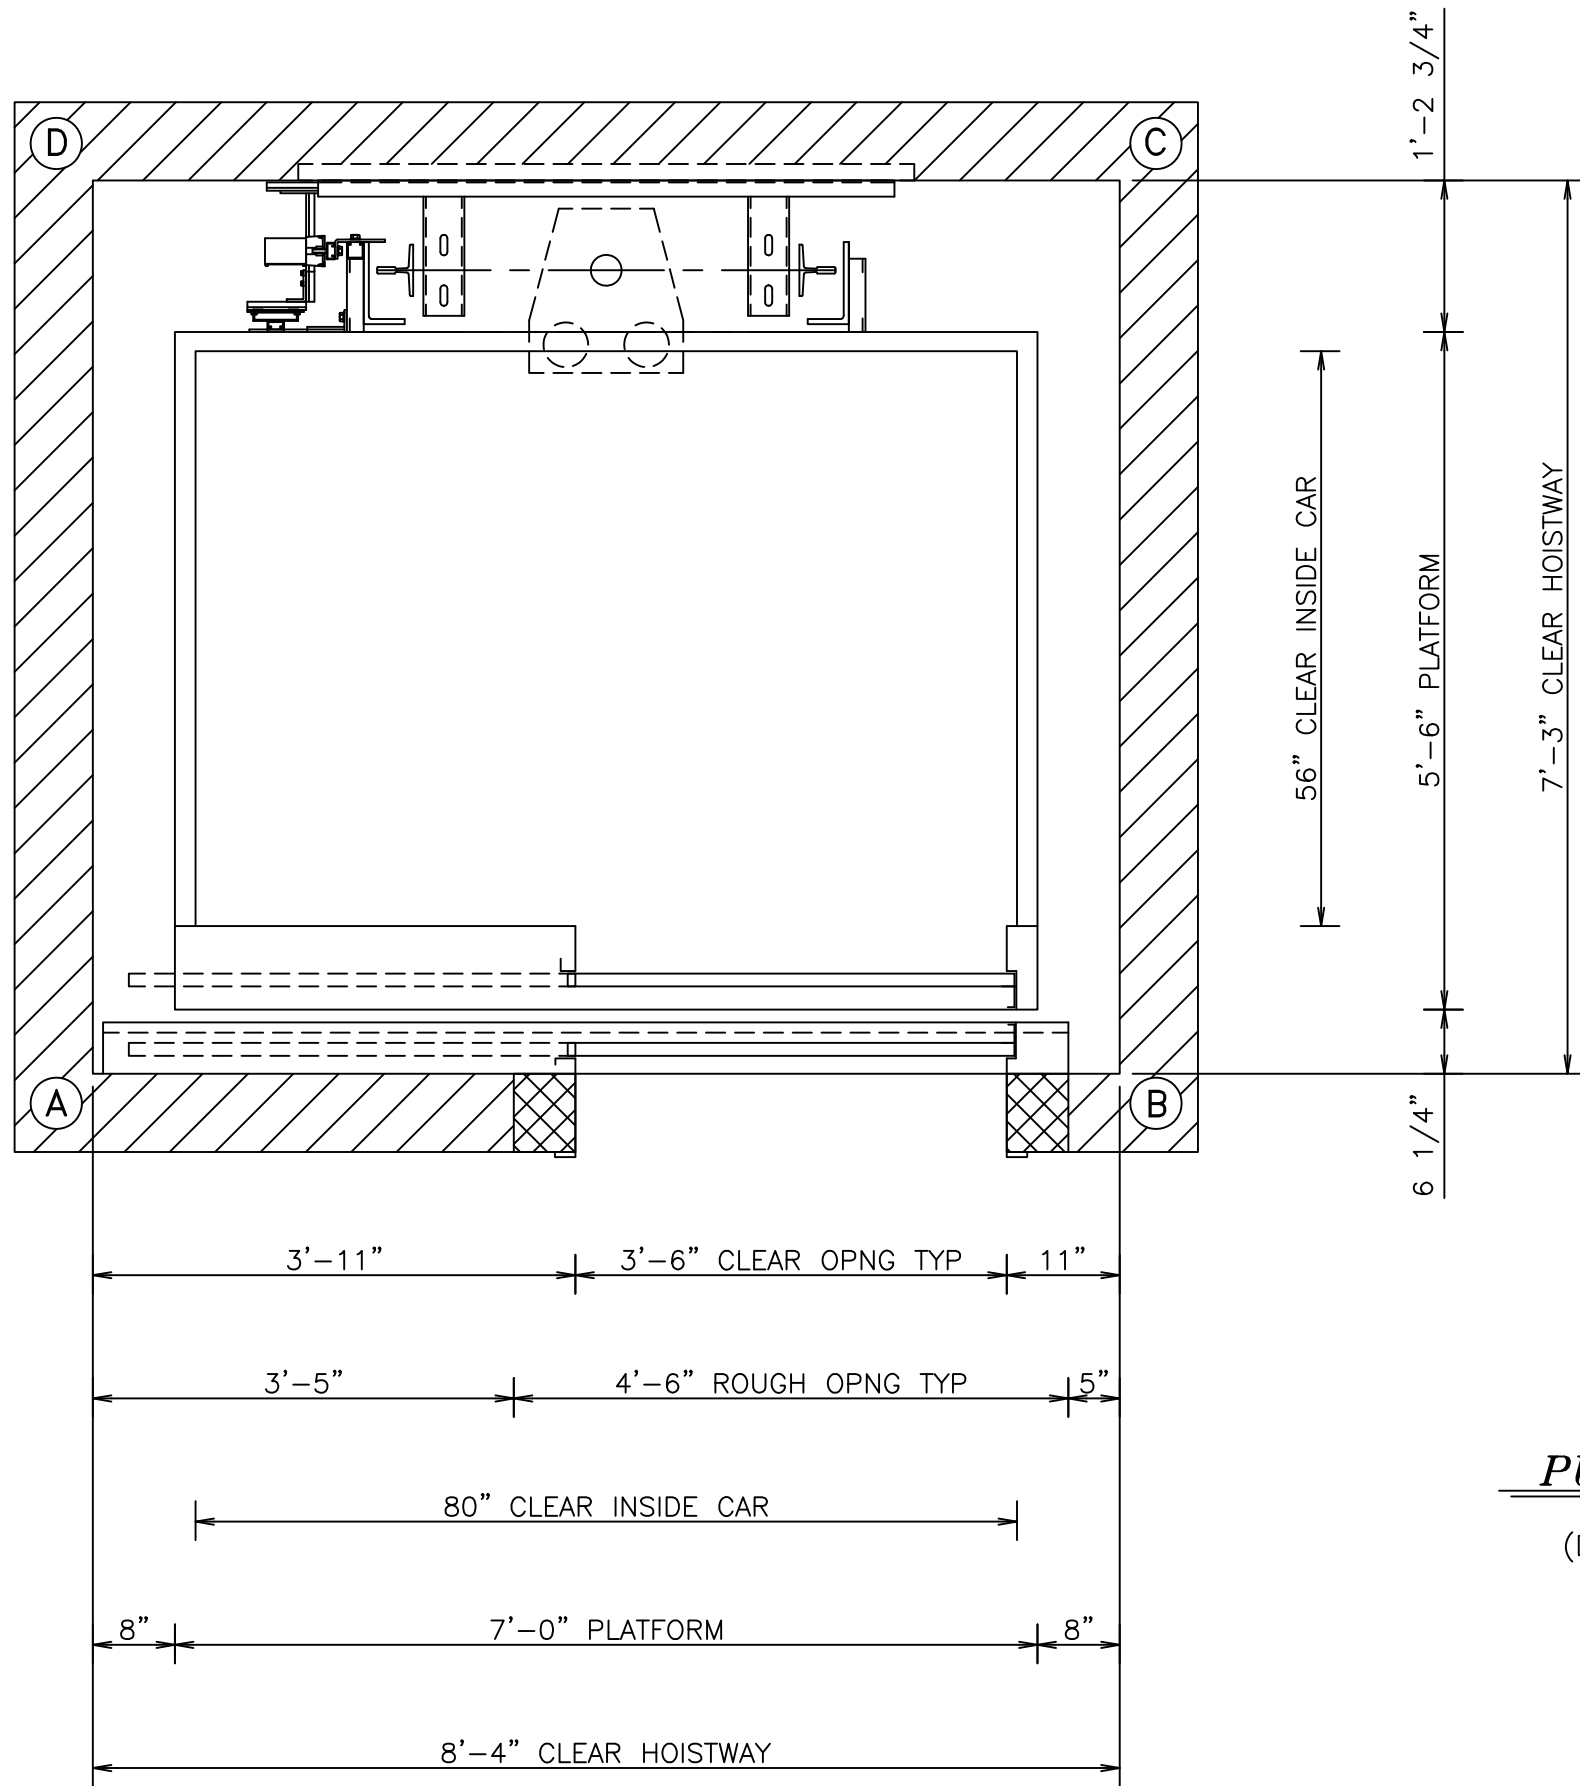 1'-2 3/4"
D
C
56" CLEAR INSIDE CAR
5'-6" PLATFORM
7'-3" CLEAR HOISTWAY
A
B
6 1/4"
3'-11"
3'-6" CLEAR OPNG TYP
11"
3'-5"
4'-6" ROUGH OPNG TYP
5"
80" CLEAR INSIDE CAR
8"
7'-0" PLATFORM
8"
8'-4" CLEAR HOISTWAY